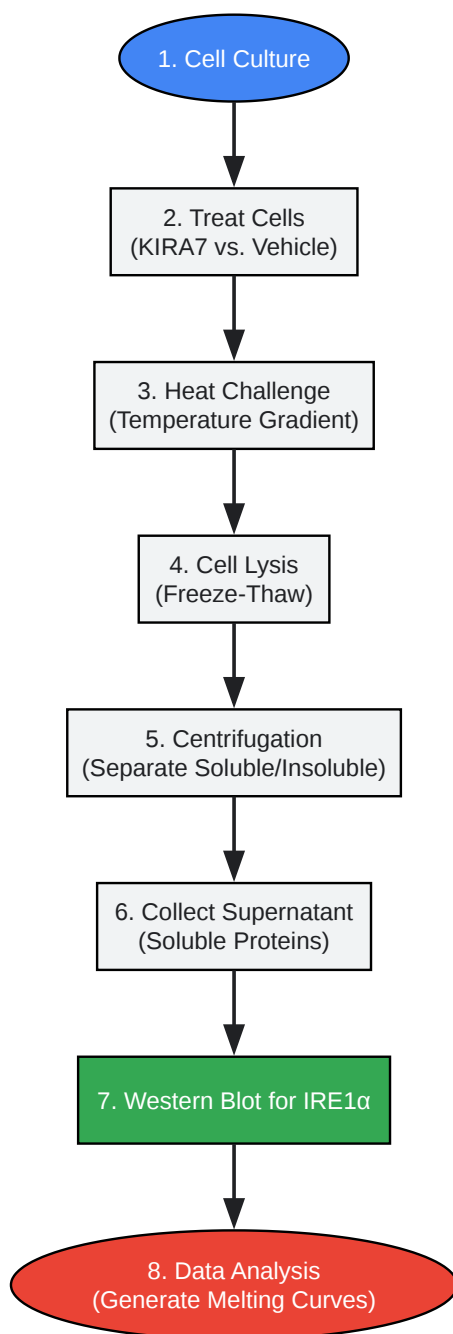 1. Cell Culture
2. Treat Cells
(KIRA7 vs. Vehicle)
3. Heat Challenge
(Temperature Gradient)
4. Cell Lysis
(Freeze-Thaw)
5. Centrifugation
(Separate Soluble/Insoluble)
6. Collect Supernatant
(Soluble Proteins)
7. Western Blot for IRE1α
8. Data Analysis
(Generate Melting Curves)